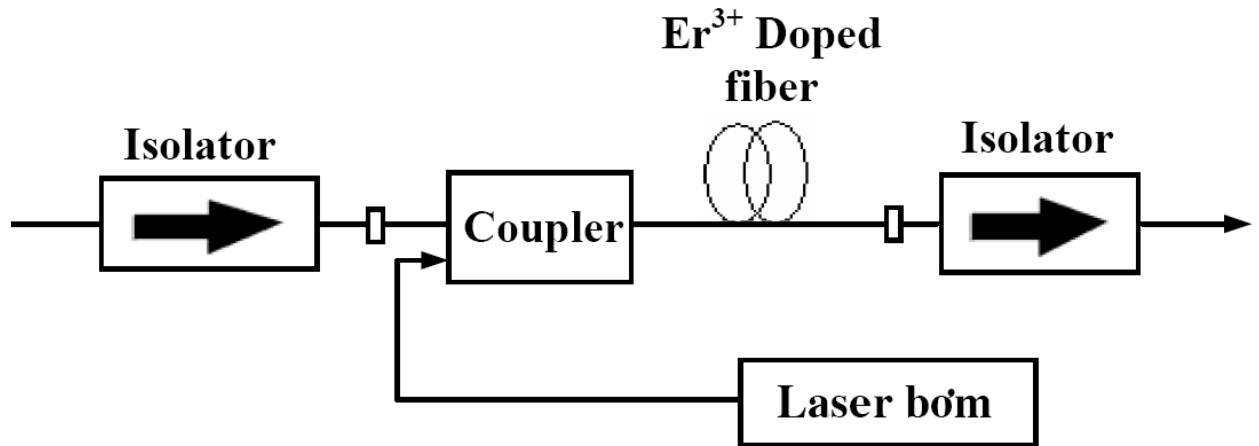 Er³⁺ Doped
fiber
Isolator
Isolator
Coupler
Laser bơm